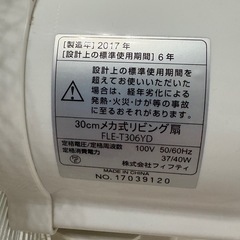 【製造年】2017年
【設計上の標準使用期間】6年
設計上の標準使用期間を
超えて使用されますと
場合は、経年劣化による
発火・けが等の事故に
至るおそれがあります。
30cmメカ式リビング扇
FLE-T306YD
定格電圧/定格周波数 100V 50/60HZ
定格消費電力 37/40W
株式会社フィフティ
MADE IN CHINA
NO.17039120